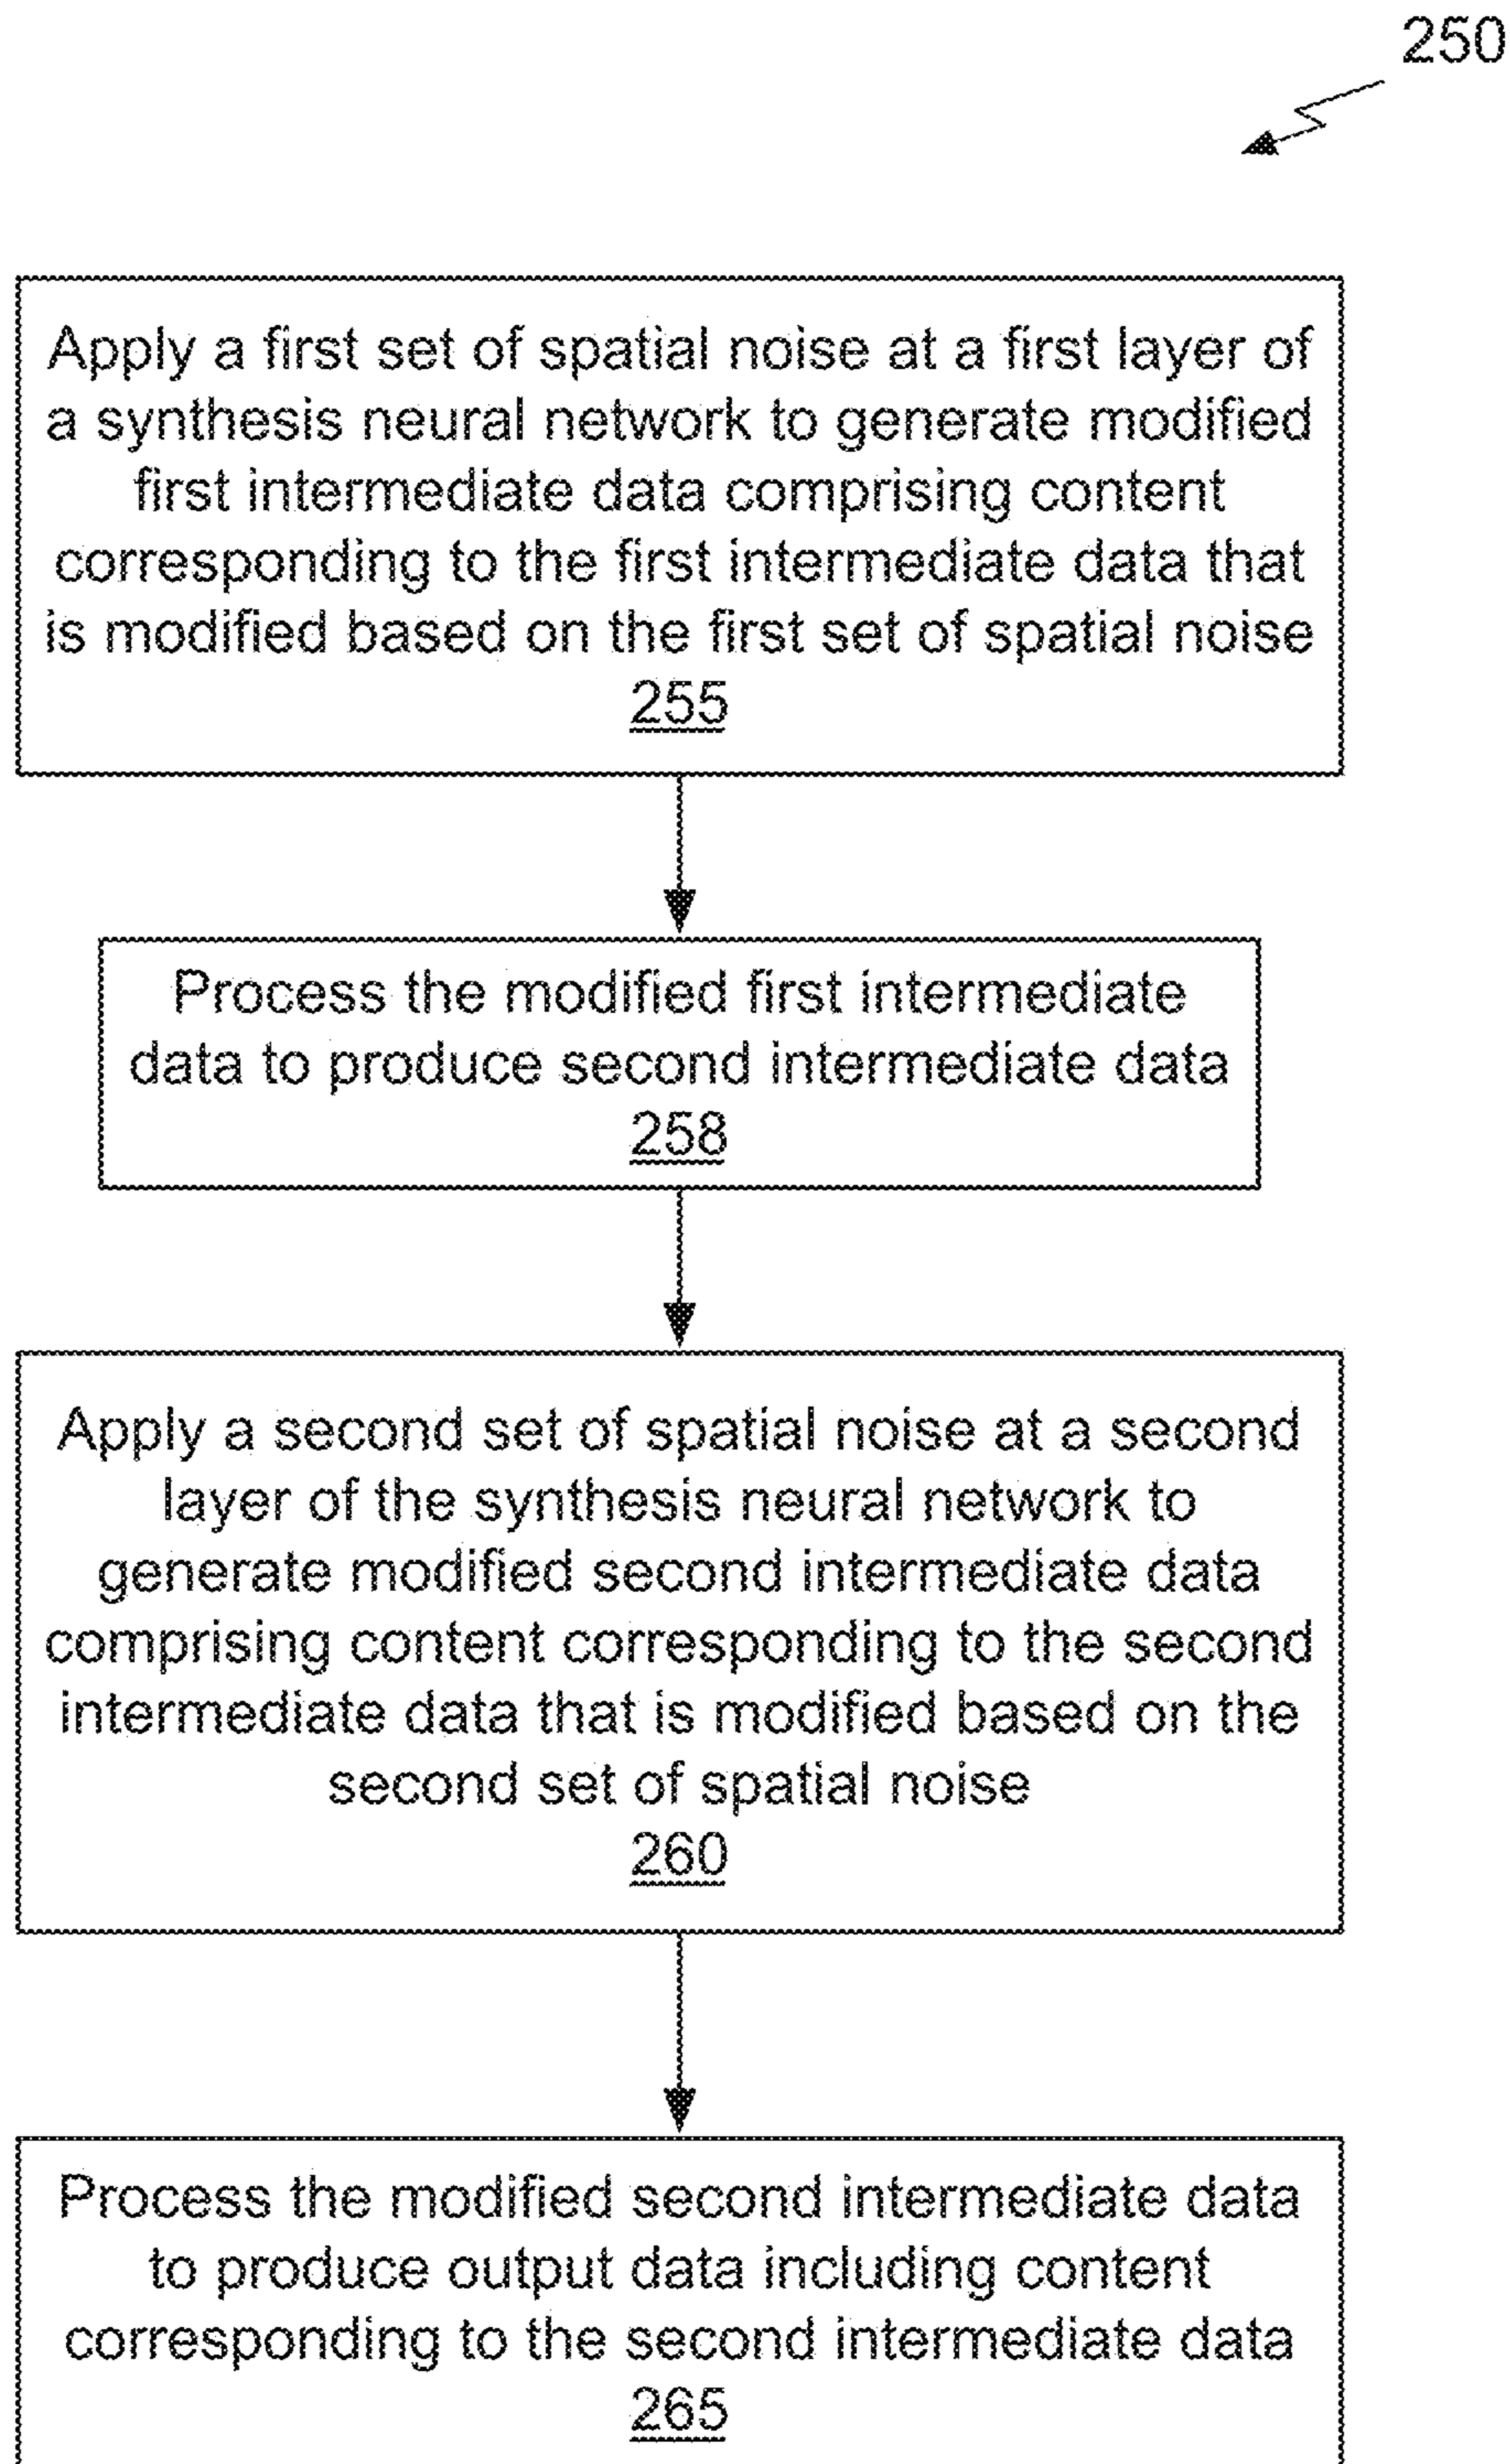 250
Apply a first set of spatial noise at a first layer of
a synthesis neural network to generate modified
first intermediate data comprising content
corresponding to the first intermediate data that
is modified based on the first set of spatial noise
255
Process the modified first intermediate
data to produce second intermediate data
258
Apply a second set of spatial noise at a second
layer of the synthesis neural network to
generate modified second intermediate data
comprising content corresponding to the second
intermediate data that is modified based on the
second set of spatial noise
260
Process the modified second intermediate data
to produce output data including content
corresponding to the second intermediate data
265